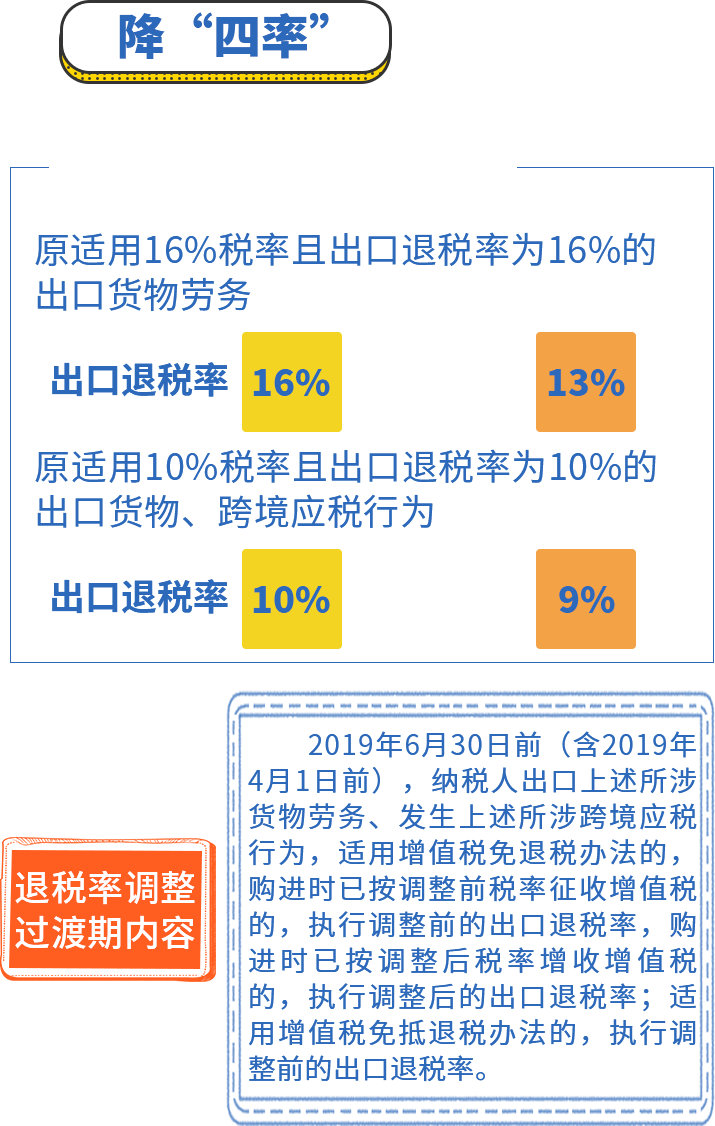 降“四率”
原适用16%税率且出口退税率为16%的
出口货物劳务
出口退税率 16% 13%
原适用10%税率且出口退税率为10%的
出口货物、跨境应税行为
出口退税率 10% 9%
2019年6月30日前（含2019年
4月1日前），纳税人出口上述所涉
货物劳务、发生上述所涉跨境应税
行为，适用增值税免退税办法的，
购进时已按调整前税率征收增值税
的，执行调整前的出口退税率，购
进时已按调整后税率增收增值税
的，执行调整后的出口退税率；适
用增值税免抵退税办法的，执行调
整前的出口退税率。
退税率调整
过渡期内容